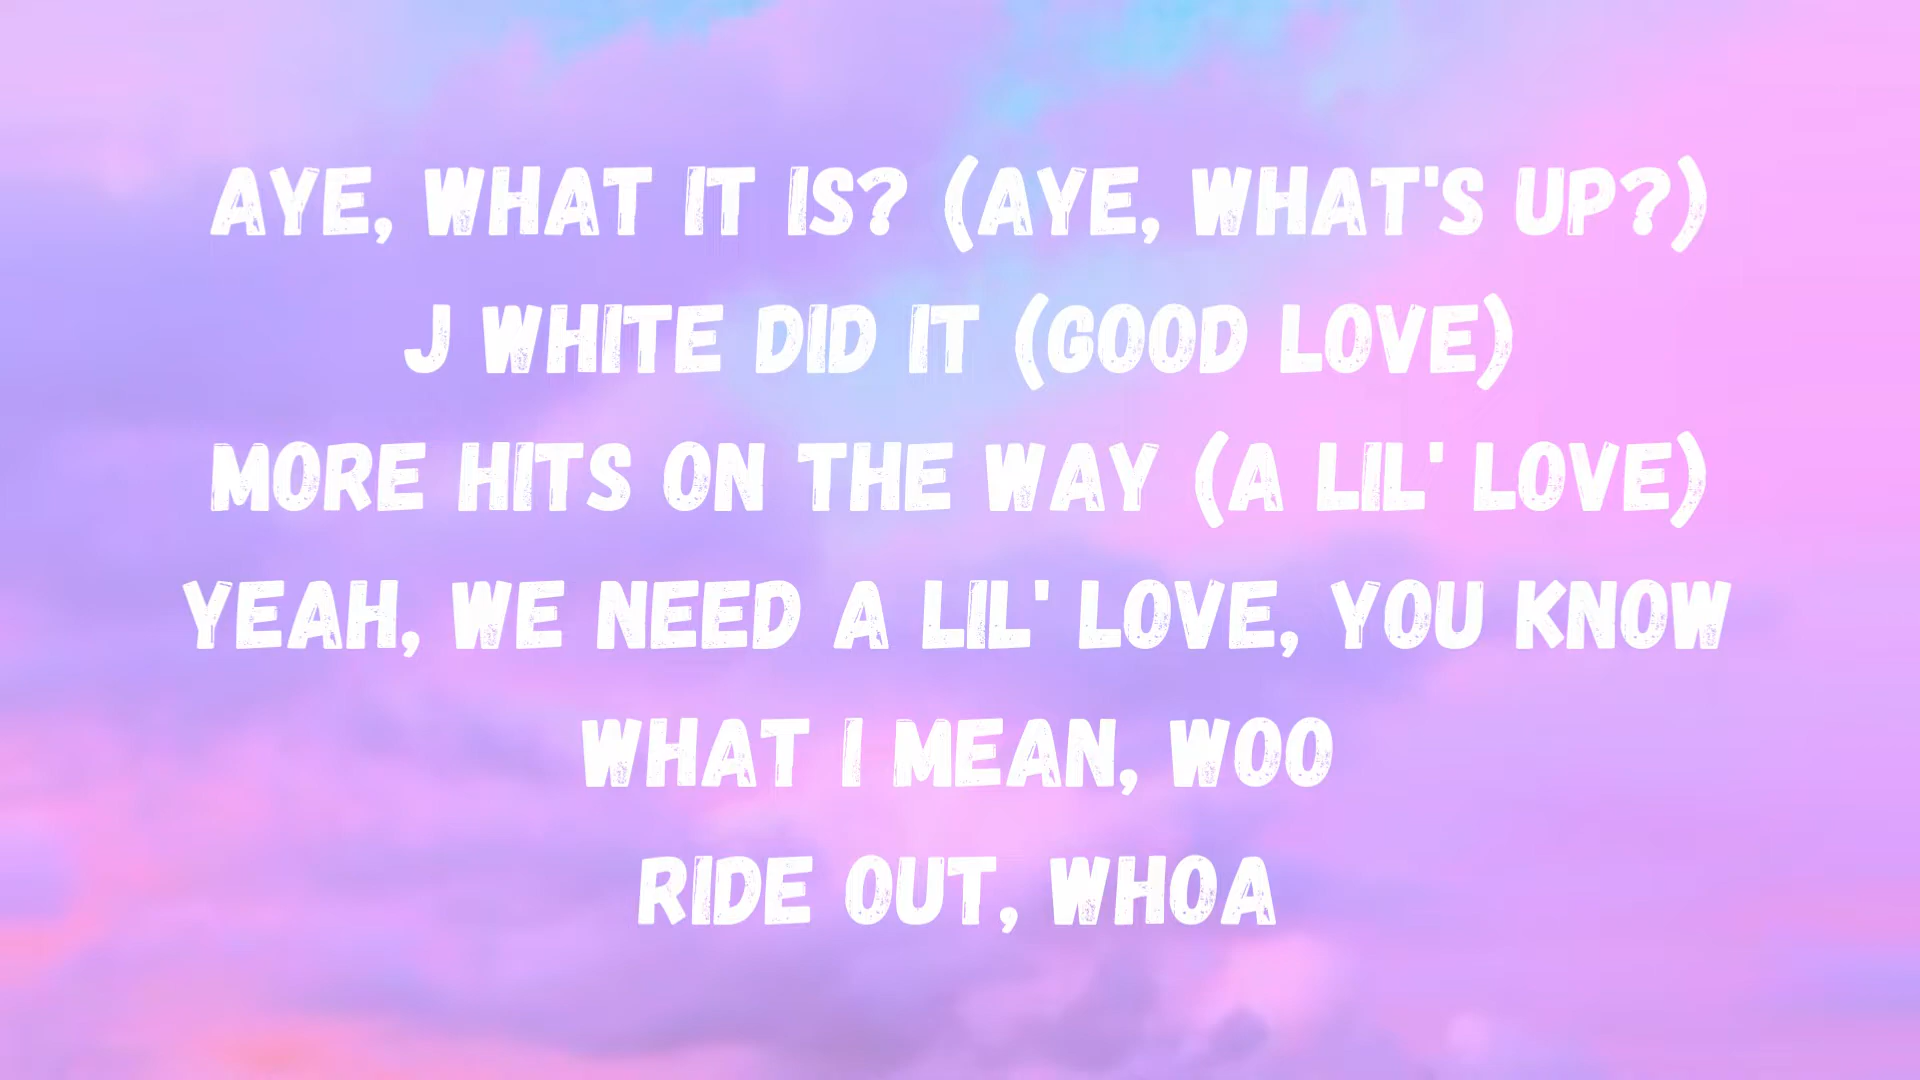 AYE, WHAT IT IS? (AYE, WHAT'S UP?)
J WHITE DID IT (GOOD LOVE)
MORE HITS ON THE WAY (A LIL' LOVE)
YEAH, WE NEED A LIL' LOVE, YOU KNOW
WHAT I MEAN, WOO
RIDE OUT, WHOA